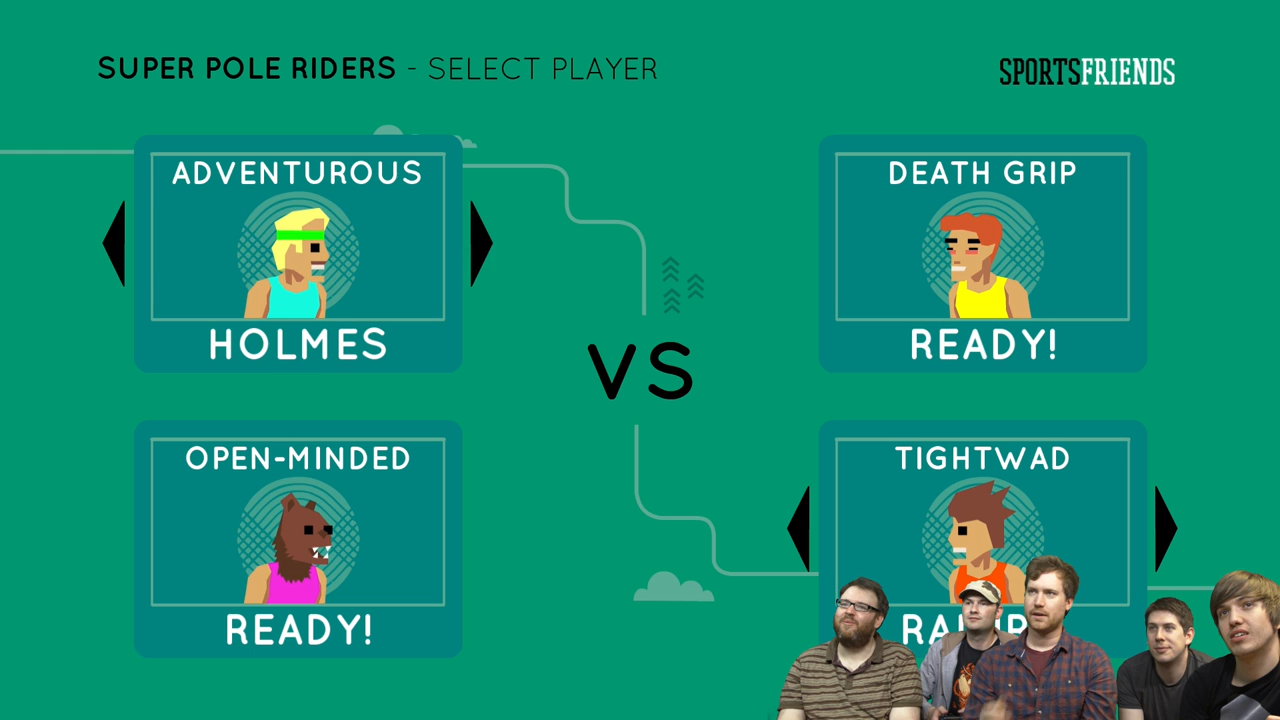 SUPER POLE RIDERS - SELECT PLAYER
SPORTSFRIENDS
ADVENTUROUS
HOLMES
DEATH GRIP
READY!
VS
OPEN-MINDED
READY!
TIGHTWAD